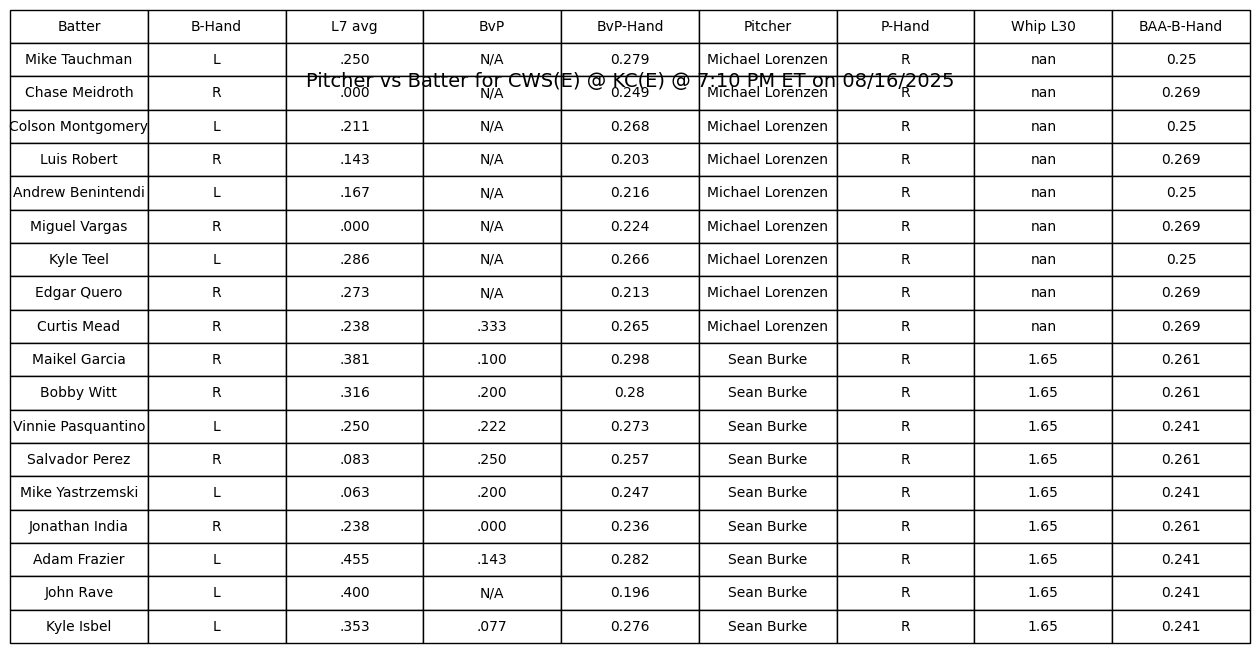 Batter B-Hand L7 avg BvP BvP-Hand Pitcher P-Hand Whip L30 BAA-B-Hand
Mike Tauchman L .250 N/A 0.279 Michael Lorenzen R nan 0.25
Pitcher vs Batter for CWS(E) @ KC(E) @ 7:10 PM ET on 08/16/2025
Chase Meidroth R .000 N/A 0.249 Michael Lorenzen R nan 0.269
Colson Montgomery L .211 N/A 0.268 Michael Lorenzen R nan 0.25
Luis Robert R .143 N/A 0.203 Michael Lorenzen R nan 0.269
Andrew Benintendi L .167 N/A 0.216 Michael Lorenzen R nan 0.25
Miguel Vargas R .000 N/A 0.224 Michael Lorenzen R nan 0.269
Kyle Teel L .286 N/A 0.266 Michael Lorenzen R nan 0.25
Edgar Quero R .273 N/A 0.213 Michael Lorenzen R nan 0.269
Curtis Mead R .238 .333 0.265 Michael Lorenzen R nan 0.269
Maikel Garcia R .381 .100 0.298 Sean Burke R 1.65 0.261
Bobby Witt R .316 .200 0.28 Sean Burke R 1.65 0.261
Vinnie Pasquantino L .250 .222 0.273 Sean Burke R 1.65 0.241
Salvador Perez R .083 .250 0.257 Sean Burke R 1.65 0.261
Mike Yastrzemski L .063 .200 0.247 Sean Burke R 1.65 0.241
Jonathan India R .238 .000 0.236 Sean Burke R 1.65 0.261
Adam Frazier L .455 .143 0.282 Sean Burke R 1.65 0.241
John Rave L .400 N/A 0.196 Sean Burke R 1.65 0.241
Kyle Isbel L .353 .077 0.276 Sean Burke R 1.65 0.241